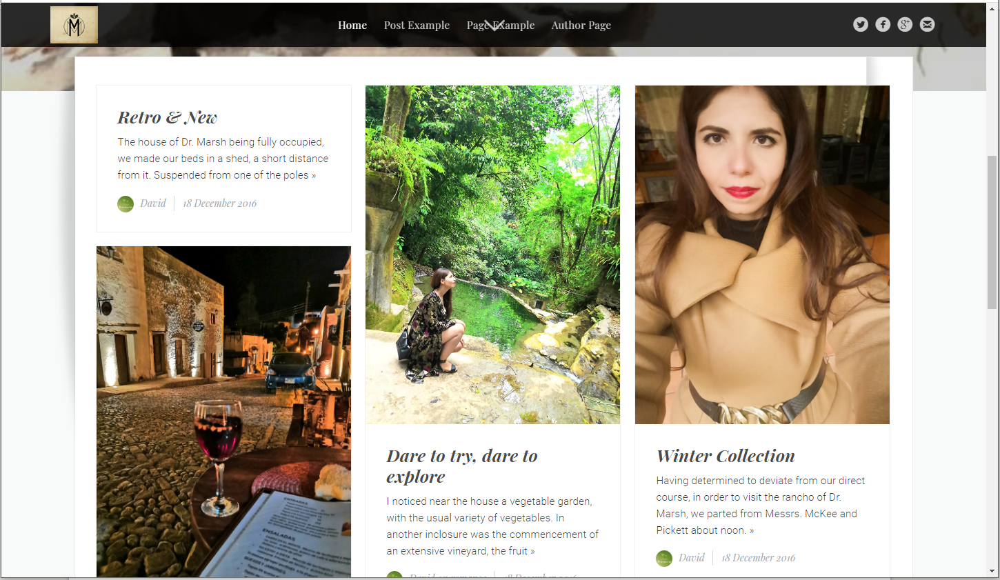 M
Home
Post Example
Page Example
Author Page
Retro & New
The house of Dr. Marsh being fully occupied,
we made our beds in a shed, a short distance
from it. Suspended from one of the poles »
David
18 December 2016
ENTRADAS
ENSALADAS
Dare to try, dare to
explore
I noticed near the house a vegetable garden,
with the usual variety of vegetables. In
another inclosure was the commencement of
an extensive vineyard, the fruit »
18 December 2016
Winter Collection
Having determined to deviate from our direct
course, in order to visit the rancho of Dr.
Marsh, we parted from Messrs. McKee and
Pickett about noon. »
David
18 December 2016